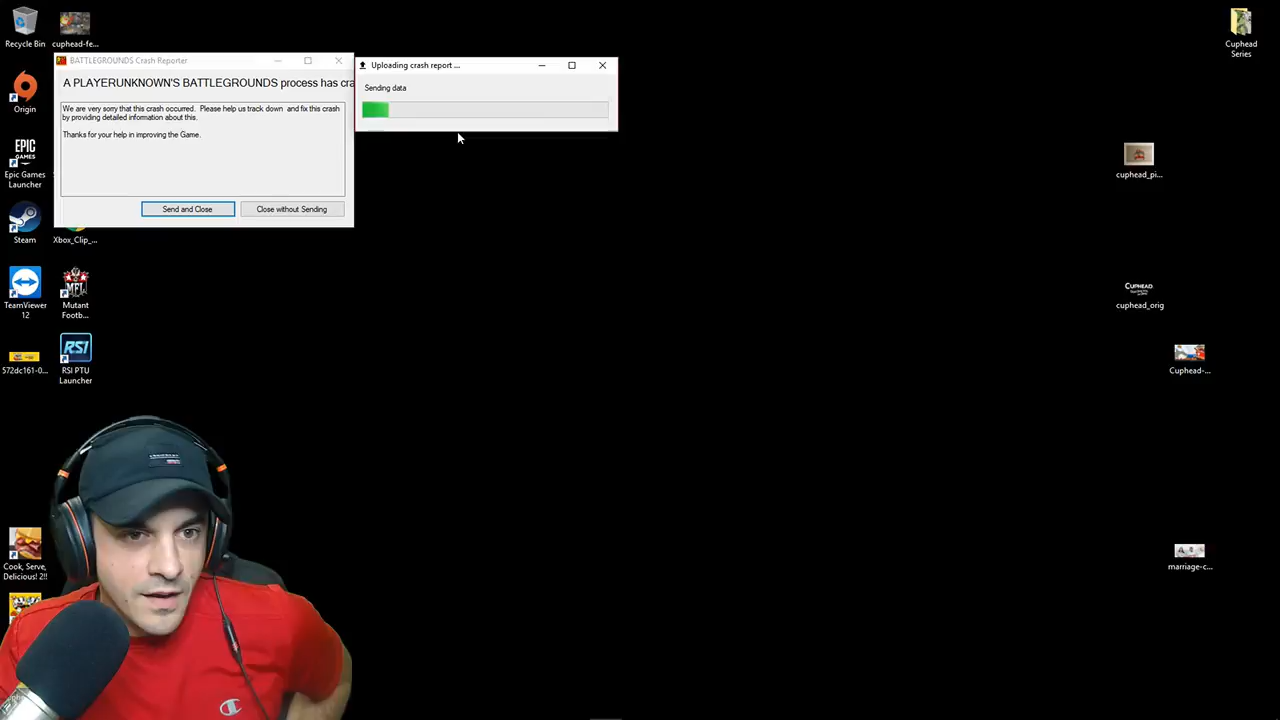 Recycle Bin
cuphead-fe...
Origin
EPIC
GAMES
Epic Games
Launcher
Steam
Xbox_Clip_...
TeamViewer
12
MFL
Mutant
Footb...
572dc161-0...
RSI
RSI PTU
Launcher
Cook, Serve,
Delicious! 2!!
BATTLEGROUNDS Crash Reporter
A PLAYERUNKNOWN'S BATTLEGROUNDS process has cra
We are very sorry that this crash occurred. Please help us track down and fix this crash
by providing detailed information about this.
Thanks for your help in improving the Game.
Send and Close
Close without Sending
Uploading crash report ...
Sending data
Cuphead
Series
cuphead_pi...
CUPHEAD
cuphead_orig
Cuphead-...
marriage-c...